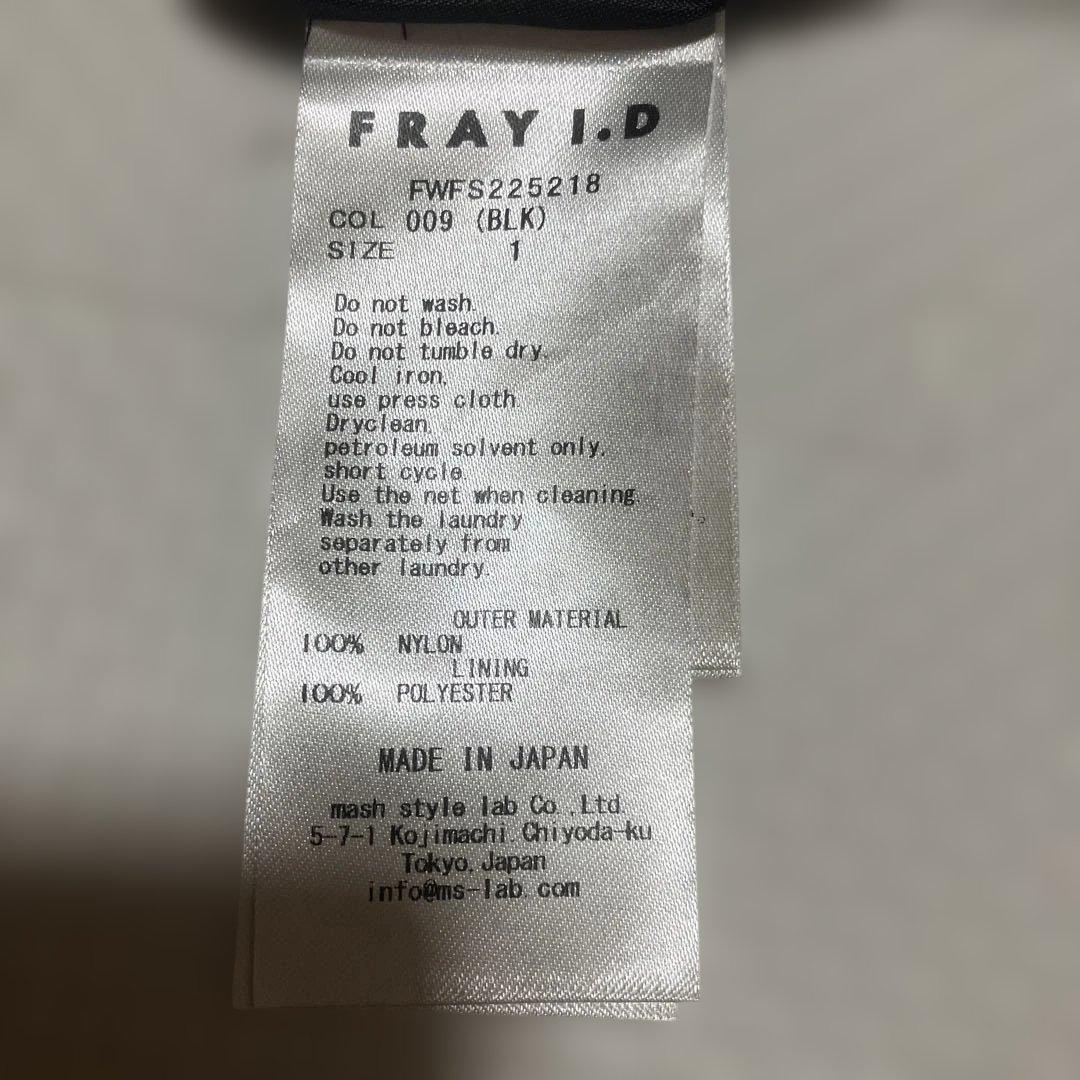 FRAY I.D
FWFS225218
COL 009 (BLK)
SIZE 1
Do not wash.
Do not bleach.
Do not tumble dry.
Cool iron.
use press cloth.
Dryclean.
petroleum solvent only.
short cycle.
Use the net when cleaning
Wash the laundry
separately from
other laundry.
OUTER MATERIAL
100% NYLON
LINING
100% POLYESTER
MADE IN JAPAN
mash style lab Co.,Ltd.
5-7-1 Kojimachi.Chiyoda-ku
Tokyo.Japan
info@ms-lab.com